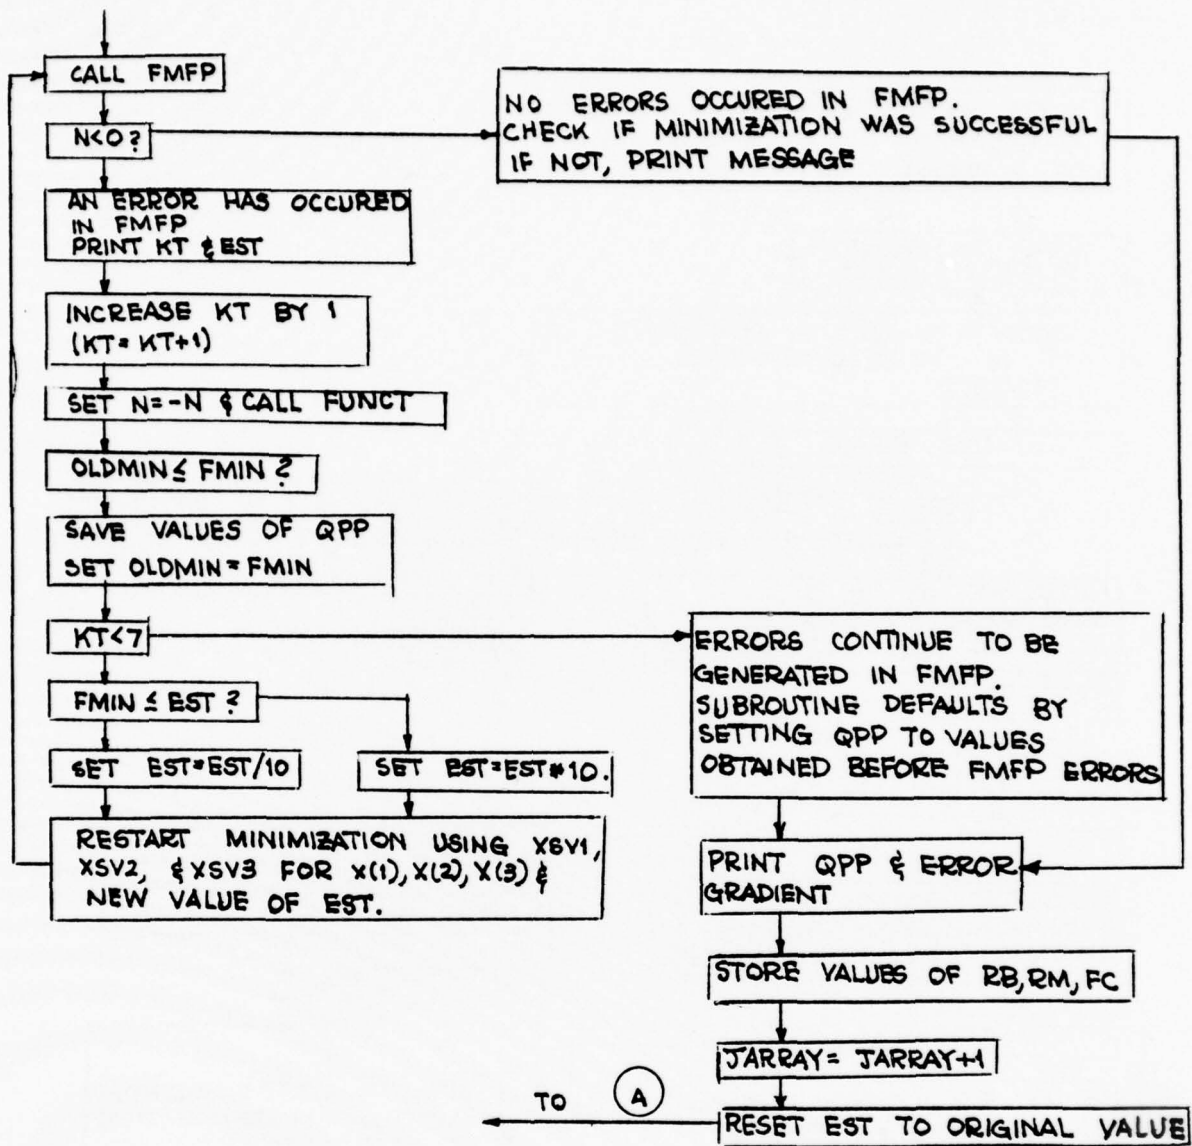 CALL FMFP
N<0?
NO ERRORS OCCURED IN FMFP.
CHECK IF MINIMIZATION WAS SUCCESSFUL
IF NOT, PRINT MESSAGE
AN ERROR HAS OCCURED
IN FMFP
PRINT KT & EST
INCREASE KT BY 1
(KT= KT+1)
SET N=-N & CALL FUNCT
OLDMIN ≤ FMIN ?
SAVE VALUES OF QPP
SET OLDMIN = FMIN
KT<7
FMIN ≤ EST ?
SET EST=EST/10
SET EST=EST*10.
RESTART MINIMIZATION USING XSV1,
XSV2, & XSV3 FOR X(1), X(2), X(3) &
NEW VALUE OF EST.
ERRORS CONTINUE TO BE
GENERATED IN FMFP.
SUBROUTINE DEFAULTS BY
SETTING QPP TO VALUES
OBTAINED BEFORE FMFP ERRORS
PRINT QPP & ERROR
GRADIENT
STORE VALUES OF RB, RM, FC
JARRAY= JARRAY+1
RESET EST TO ORIGINAL VALUE
TO A